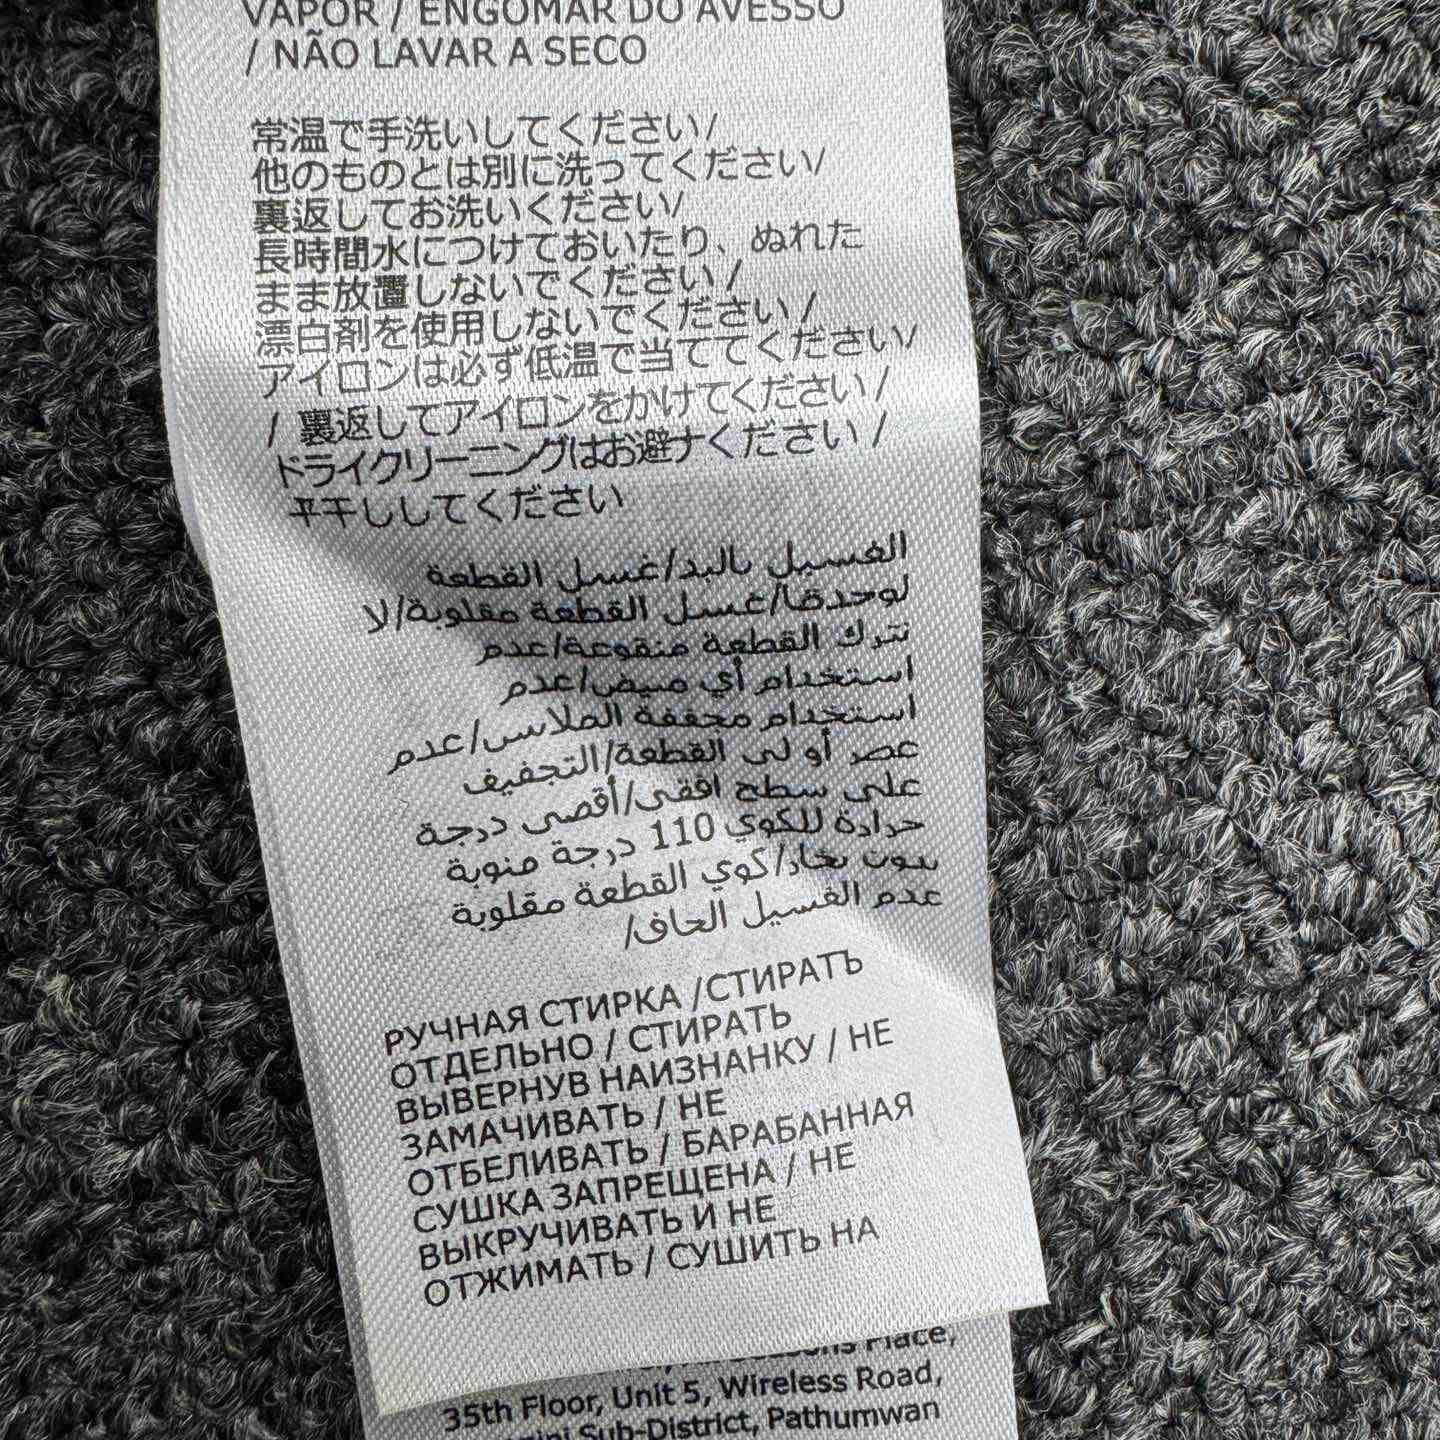 VAPOR / ENGOMAR DO AVESSO
/ NÃO LAVAR A SECO
常温で手洗いしてください/
他のものとは別に洗ってください/
裏返してお洗いください/
長時間水につけておいたり、ぬれた
まま放置しないでください /
漂白剤を使用しないでください /
アイロンは必ず低温で当ててください/
/ 裏返してアイロンをかけてください /
ドライクリーニングはお避ナください /
平干ししてください
الغسيل باليد/غسل القطعة
لوحدها/غسل القطعة مقلوبة/لا
تترك القطعة منقوعة/عدم
استخدام أي مبيض/عدم
استخدام مجففة الملابس/عدم
عصر أو لي القطعة/التجفيف
على سطح افقي/أقصى درجة
حرارة للكوي 110 درجة مئوية
بدون بخار/كوي القطعة مقلوبة
عدم الغسيل الجاف/
РУЧНАЯ СТИРКА /СТИРАТЬ
ОТДЕЛЬНО / СТИРАТЬ
ВЫВЕРНУВ НАИЗНАНКУ / НЕ
ЗАМАЧИВАТЬ / НЕ
ОТБЕЛИВАТЬ / БАРАБАННАЯ
СУШКА ЗАПРЕЩЕНА / НЕ
ВЫКРУЧИВАТЬ И НЕ
ОТЖИМАТЬ / СУШИТЬ НА
Place,
35th Floor, Unit 5, Wireless Road,
Sub-District, Pathumwan